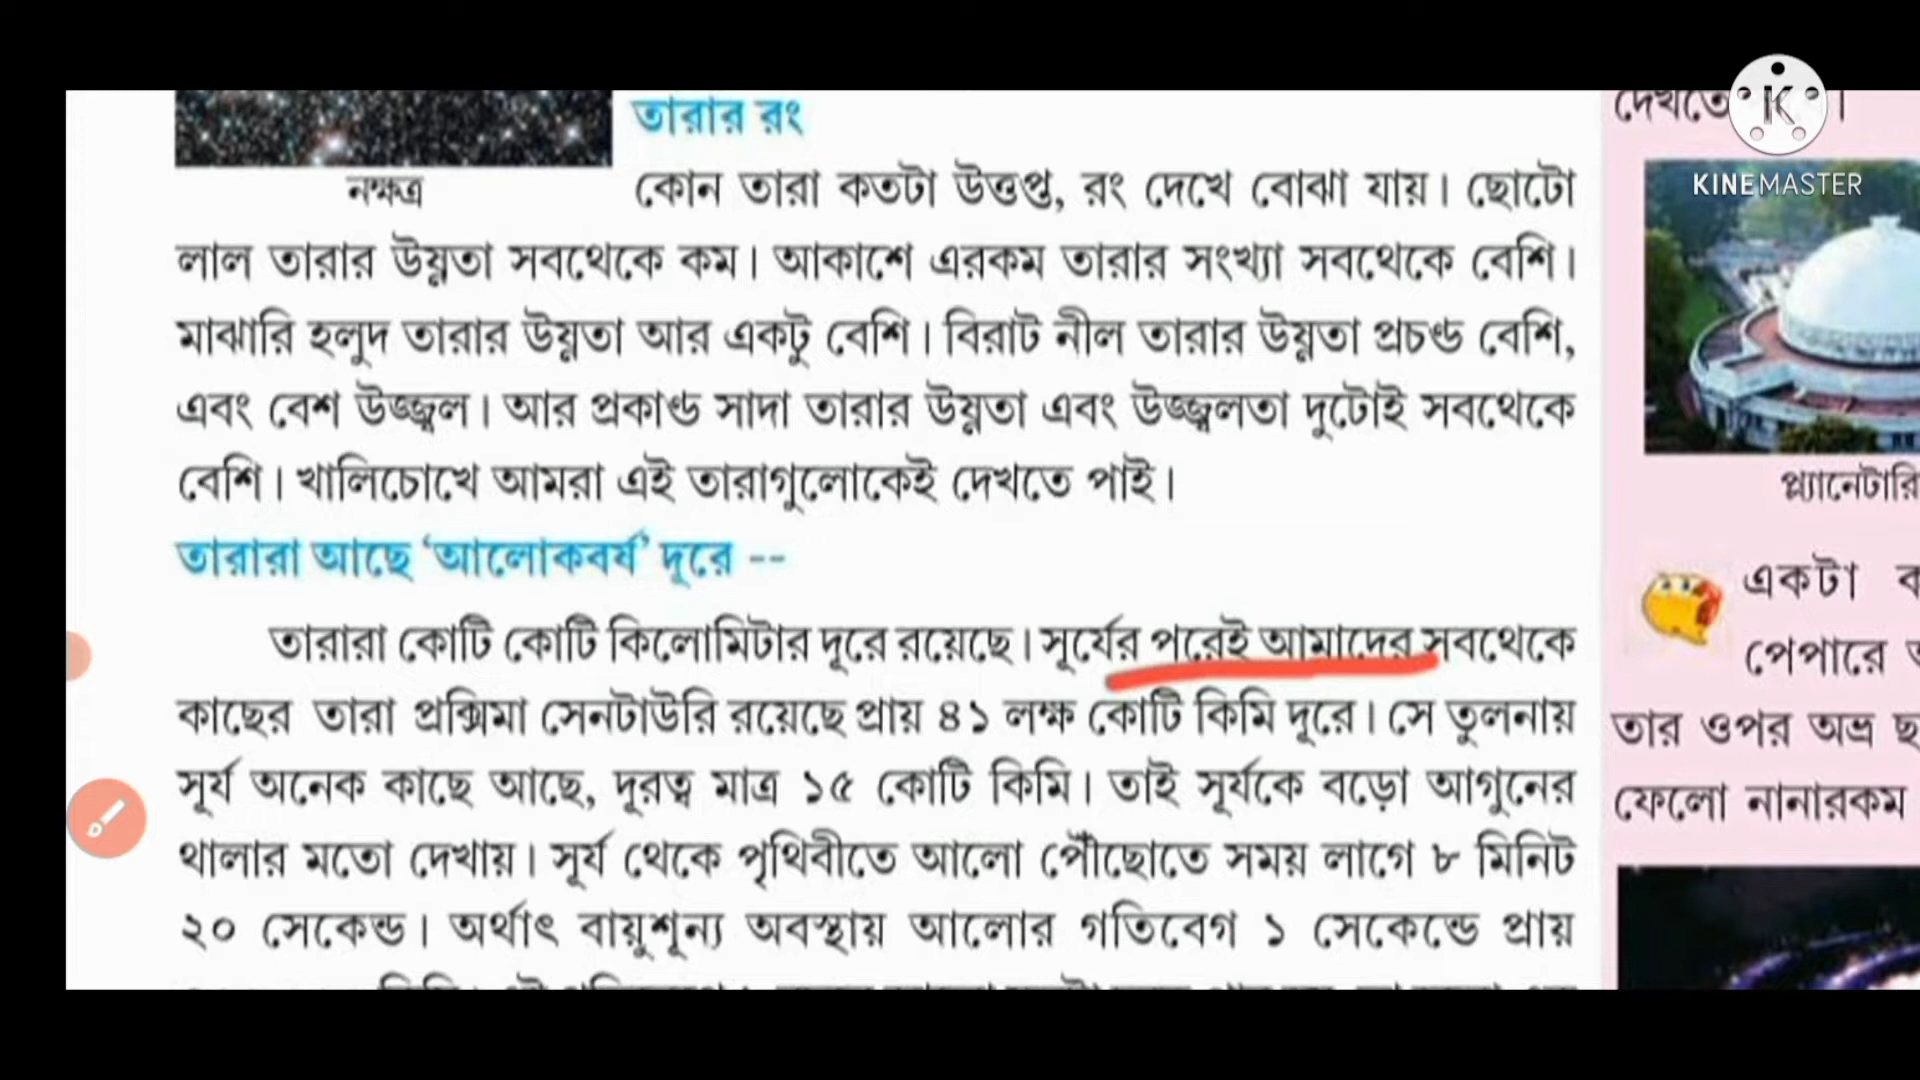 তারার রং
নক্ষত্র
কোন তারা কতটা উত্তপ্ত, রং দেখে বোঝা যায়। ছোটো
লাল তারার উষ্ণতা সবথেকে কম। আকাশে এরকম তারার সংখ্যা সবথেকে বেশি।
মাঝারি হলুদ তারার উষ্ণতা আর একটু বেশি। বিরাট নীল তারার উষ্ণতা প্রচণ্ড বেশি,
এবং বেশ উজ্জ্বল। আর প্রকাণ্ড সাদা তারার উষ্ণতা এবং উজ্জ্বলতা দুটোই সবথেকে
বেশি। খালিচোখে আমরা এই তারাগুলোকেই দেখতে পাই।
তারারা আছে ‘আলোকবর্ষ’ দূরে --
তারারা কোটি কোটি কিলোমিটার দূরে রয়েছে। সূর্যের পরেই আমাদের সবথেকে
কাছের তারা প্রক্সিমা সেনটাউরি রয়েছে প্রায় ৪১ লক্ষ কোটি কিমি দূরে। সে তুলনায়
সূর্য অনেক কাছে আছে, দূরত্ব মাত্র ১৫ কোটি কিমি। তাই সূর্যকে বড়ো আগুনের
থালার মতো দেখায়। সূর্য থেকে পৃথিবীতে আলো পৌঁছোতে সময় লাগে ৮ মিনিট
২০ সেকেন্ড। অর্থাৎ বায়ুশূন্য অবস্থায় আলোর গতিবেগ ১ সেকেন্ডে প্রায়
দেখতে
K
KINEMASTER
প্ল্যানেটারি
একটা
পেপারে
তার ওপর অভ্র ছ
ফেলো নানারকম